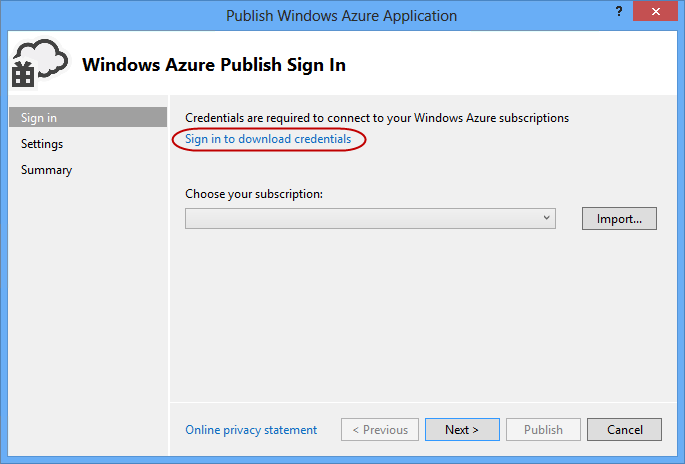 Publish Windows Azure Application
?
Windows Azure Publish Sign In
Sign in
Settings
Summary
Credentials are required to connect to your Windows Azure subscriptions
Sign in to download credentials
Choose your subscription:
Import...
Online privacy statement
< Previous
Next >
Publish
Cancel